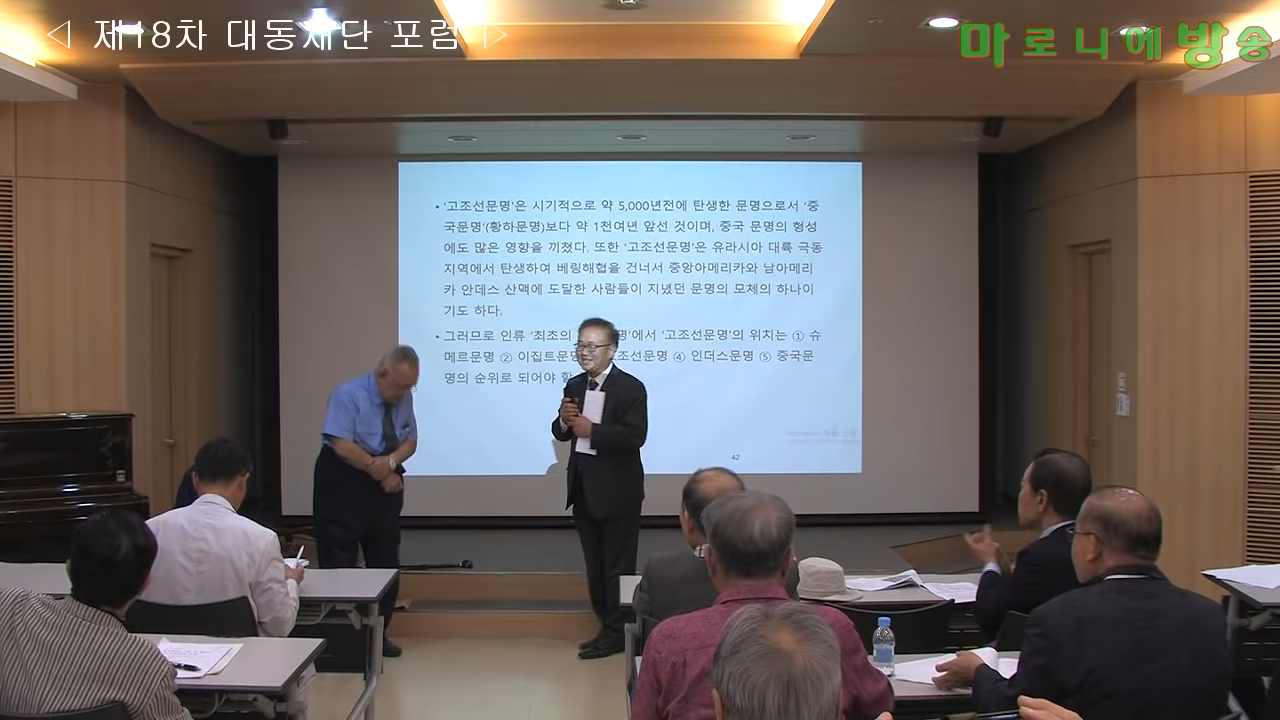 ◁ 제18차 대동재단 포럼 ▷
마로니에방송
• '고조선문명'은 시기적으로 약 5,000년전에 탄생한 문명으로서 '중
국문명'(황하문명)보다 약 1천여년 앞선 것이며, 중국 문명의 형성
에도 많은 영향을 끼쳤다. 또한 '고조선문명'은 유라시아 대륙 극동
지역에서 탄생하여 베링해협을 건너서 중앙아메리카와 남아메리
카 안데스 산맥에 도달한 사람들이 지녔던 문명의 모체의 하나이
기도 하다.
• 그러므로 인류 '최초의 명'에서 '고조선문명'의 위치는 ① 슈
메르문명 ② 이집트문명 조선문명 ④ 인더스문명 ⑤ 중국문
명의 순위로 되어야 할
42